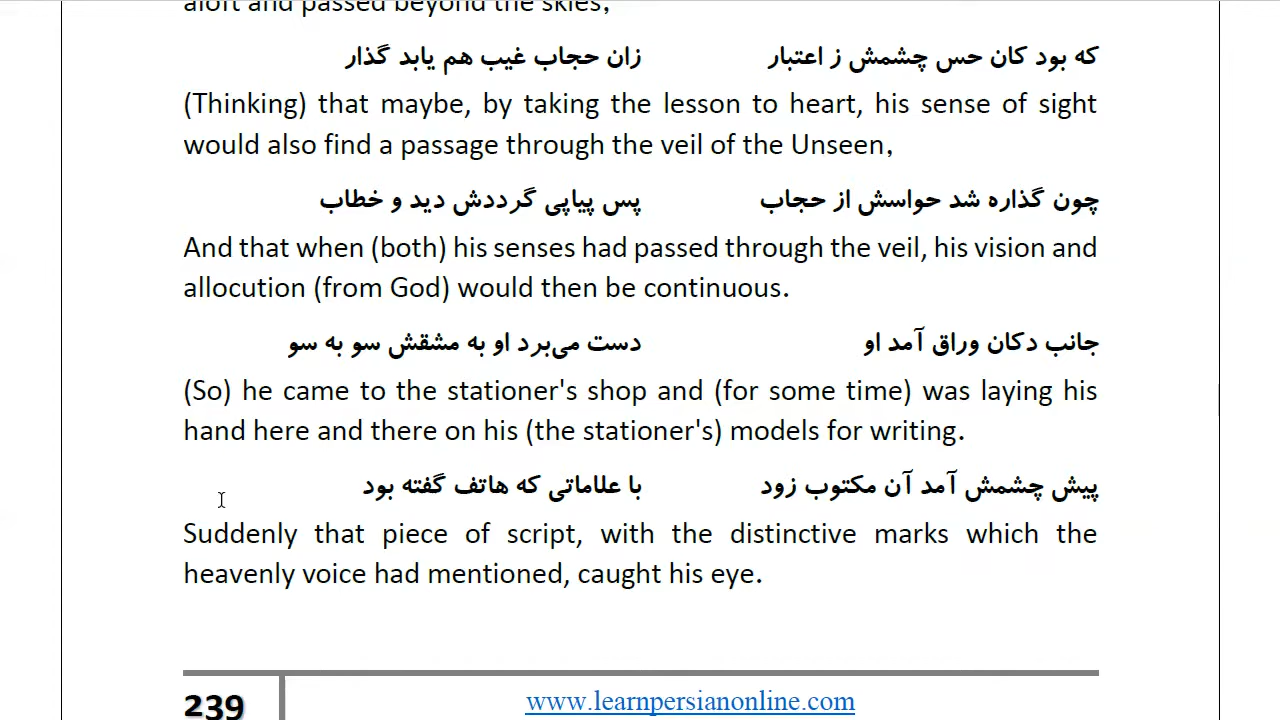 aloft and passed beyond the skies,
که بود کان حس چشمش ز اعتبار زان حجاب غیب هم یابد گذار
(Thinking) that maybe, by taking the lesson to heart, his sense of sight
would also find a passage through the veil of the Unseen,
چون گذاره شد حواسش از حجاب پس پیاپی گرددش دید و خطاب
And that when (both) his senses had passed through the veil, his vision and
allocution (from God) would then be continuous.
جانب دکان وراق آمد او دست می‌برد او به مشقش سو به سو
(So) he came to the stationer's shop and (for some time) was laying his
hand here and there on his (the stationer's) models for writing.
پیش چشمش آمد آن مکتوب زود با علاماتی که هاتف گفته بود
Suddenly that piece of script, with the distinctive marks which the
heavenly voice had mentioned, caught his eye.
239 www.learnpersianonline.com